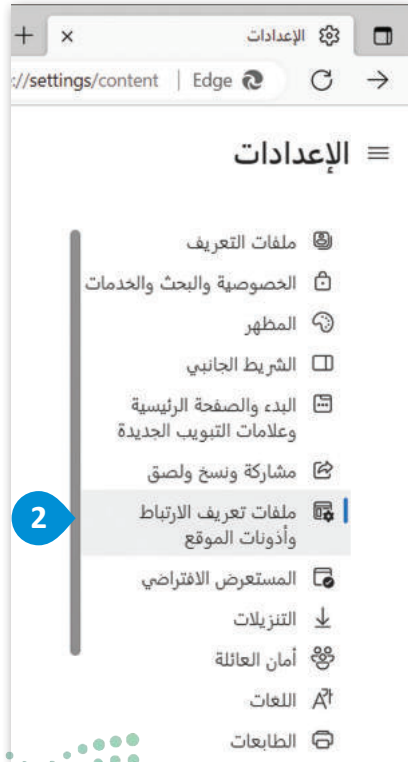 الإعدادات
://settings/content | Edge
الإعدادات
ملفات التعريف
الخصوصية والبحث والخدمات
المظهر
الشريط الجانبي
البدء والصفحة الرئيسية
وعلامات التبويب الجديدة
مشاركة ونسخ ولصق
2
ملفات تعريف الارتباط
وأذونات الموقع
المستعرض الافتراضي
التنزيلات
أمان العائلة
اللغات
الطابعات